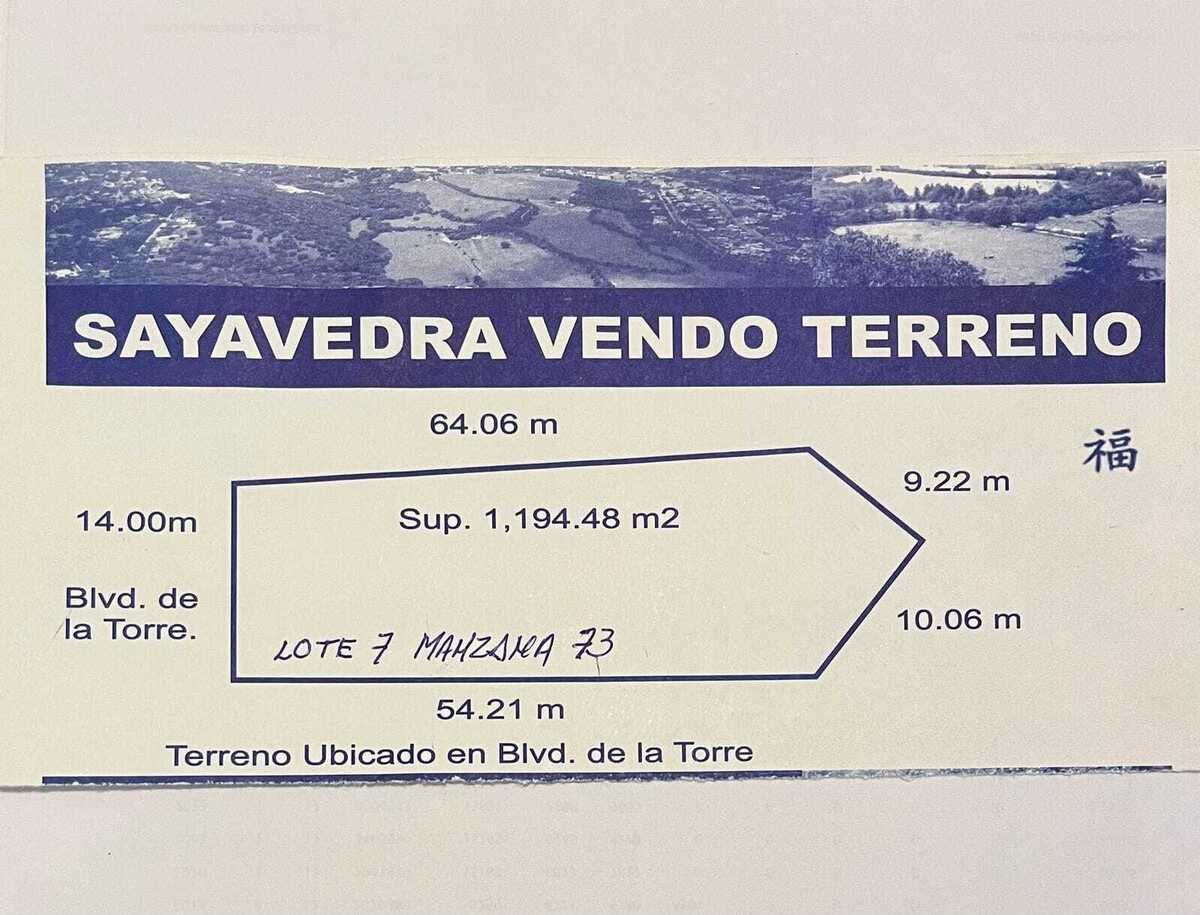 SAYAVEDRA VENDO TERRENO
64.06 m
福
9.22 m
14.00m
Sup. 1,194.48 m2
Blvd. de
la Torre.
10.06 m
LOTE 7 MANZANA 73
54.21 m
Terreno Ubicado en Blvd. de la Torre